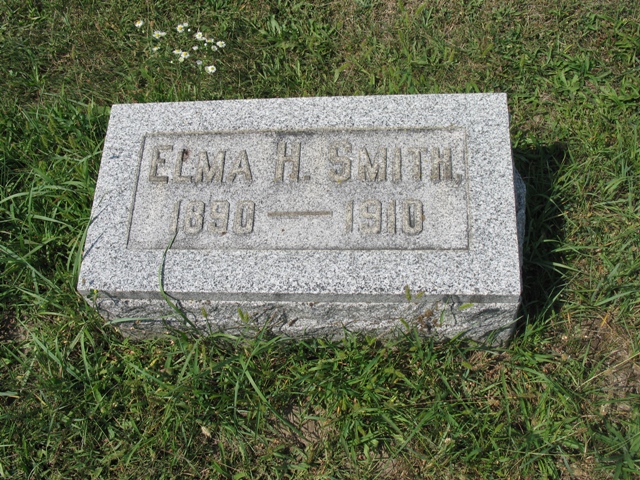 ELMA H. SMITH.
1890 — 1910